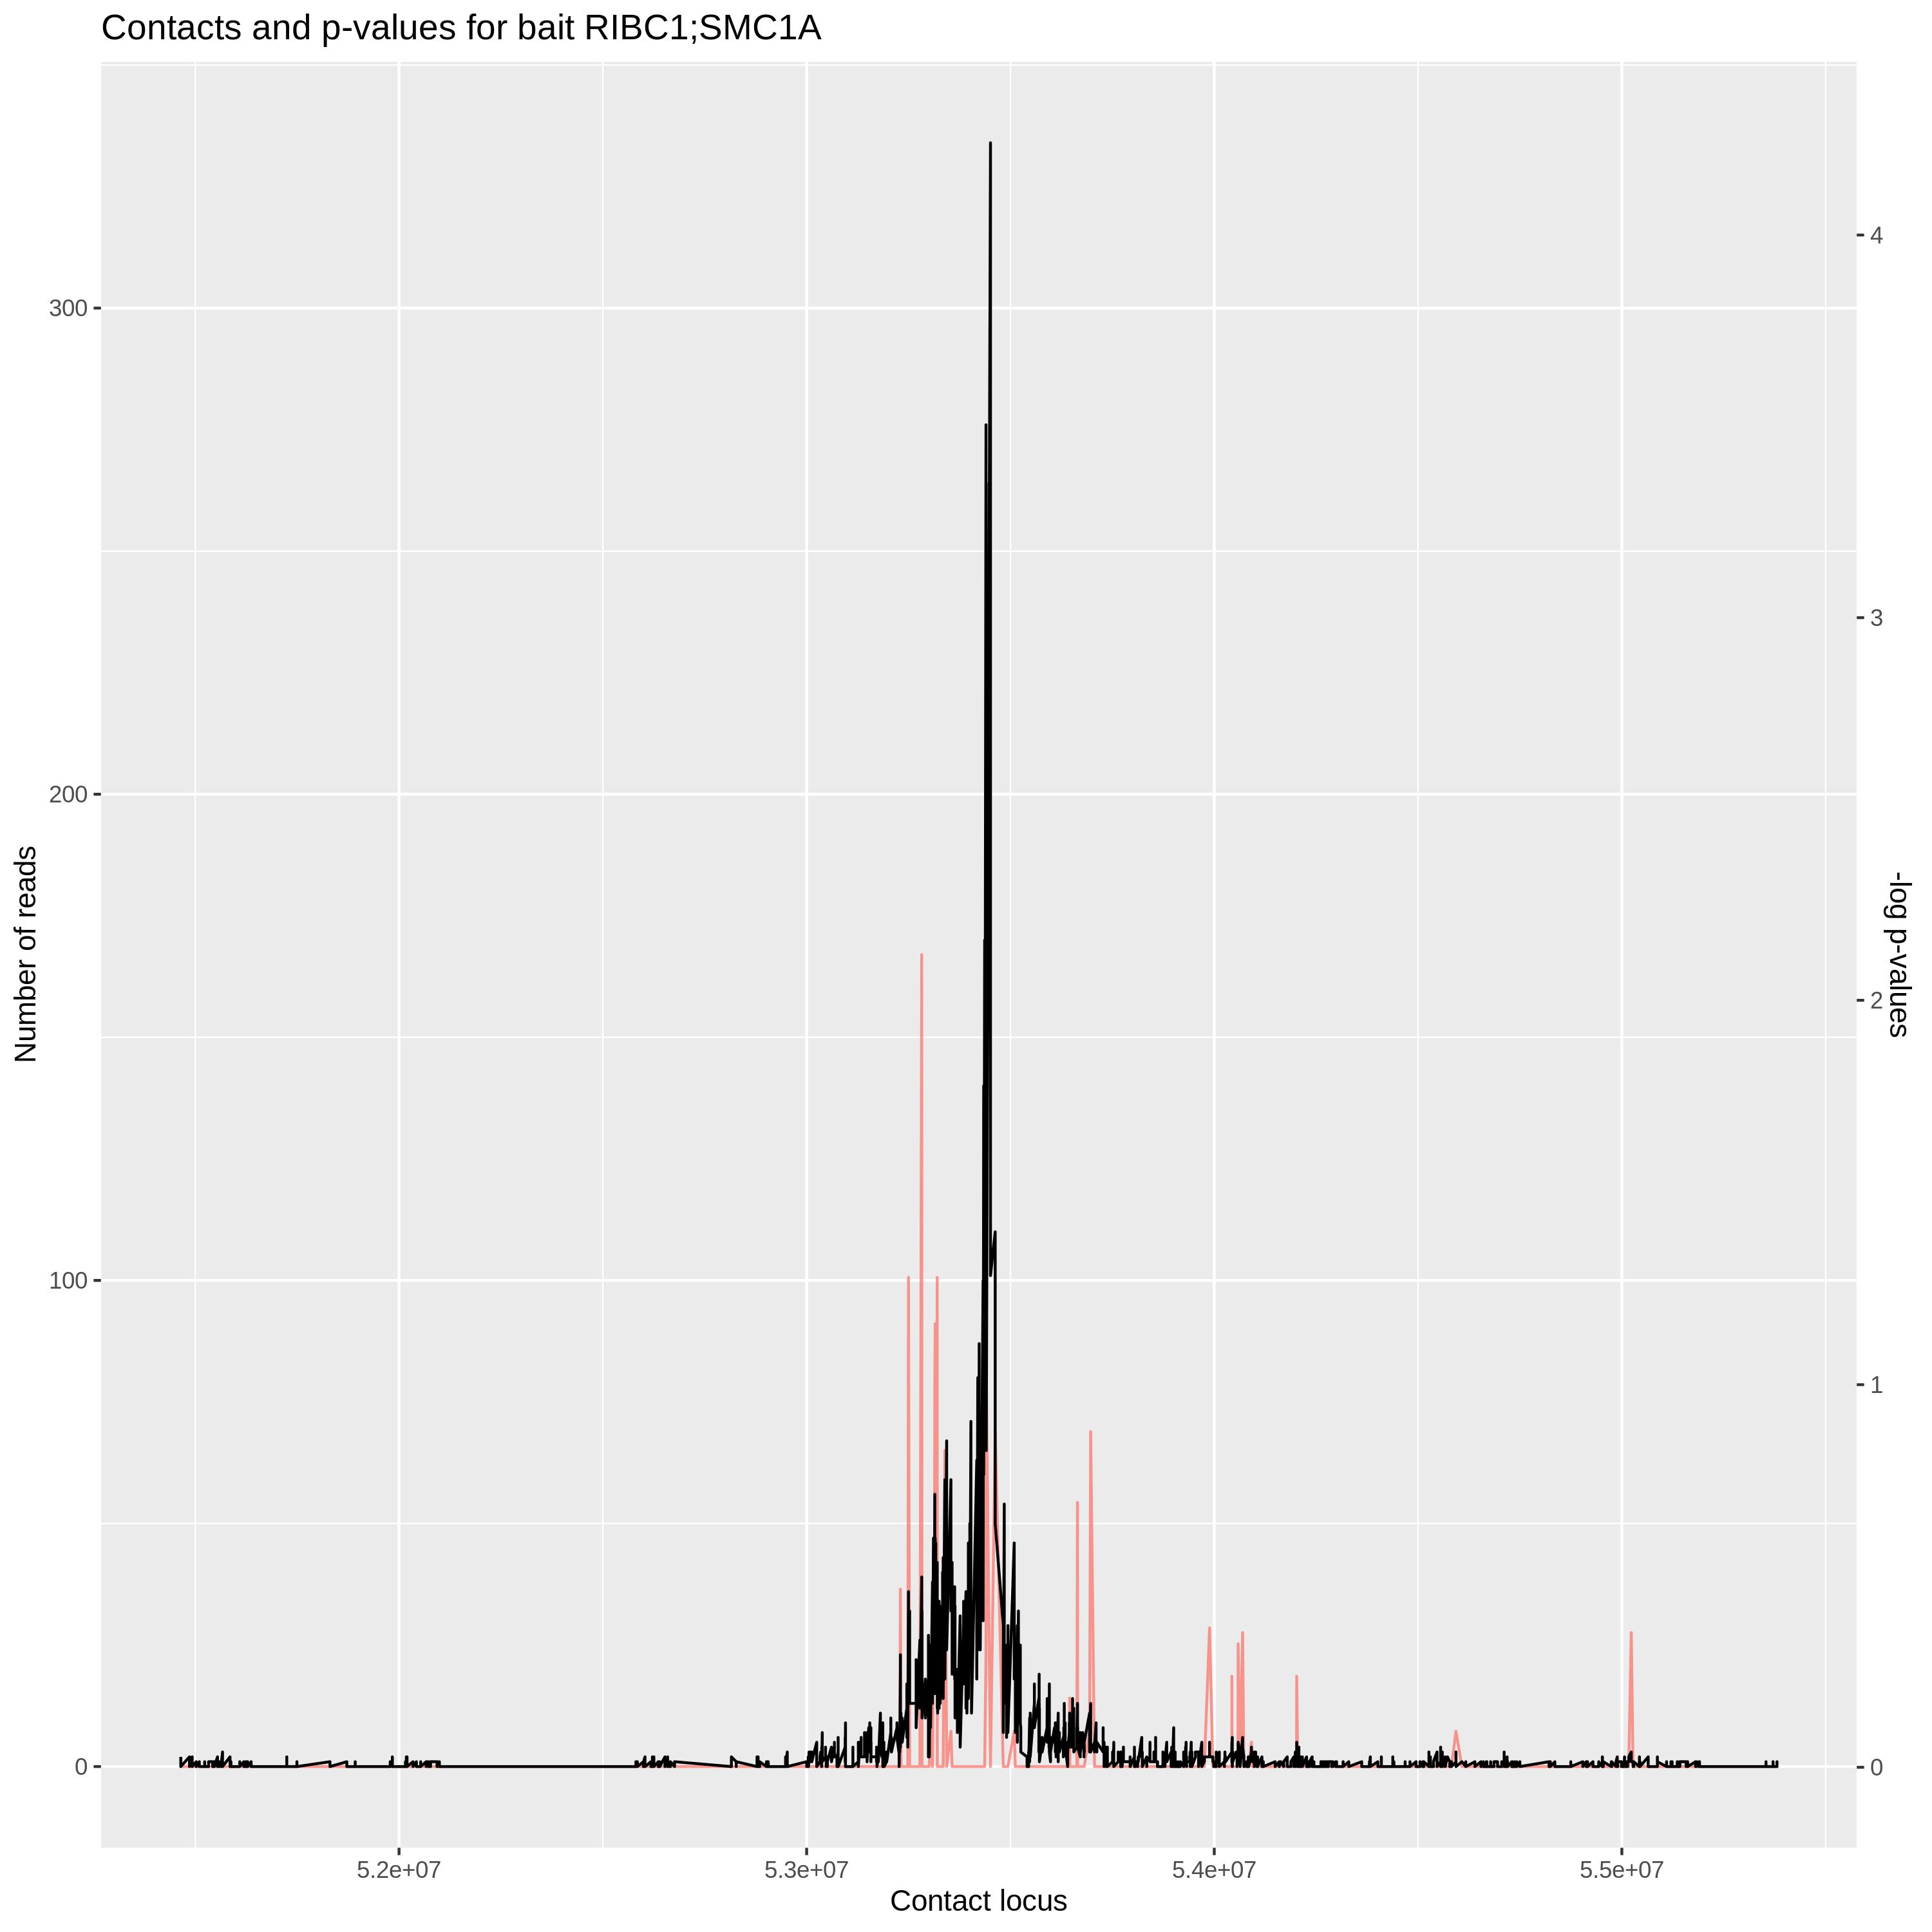 Contacts and p-values for bait RIBC1;SMC1A
Number of reads
300
200
100
0
4
3
2
1
0
-log p-values
5.2e+07 5.3e+07 5.4e+07 5.5e+07
Contact locus